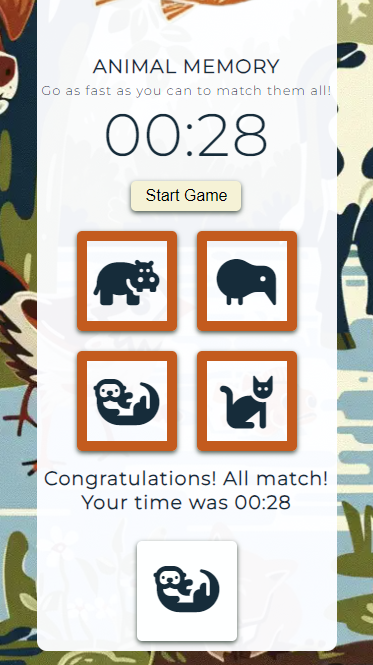 ANIMAL MEMORY
Go as fast as you can to match them all!
00:28
Start Game
Congratulations! All match!
Your time was 00:28